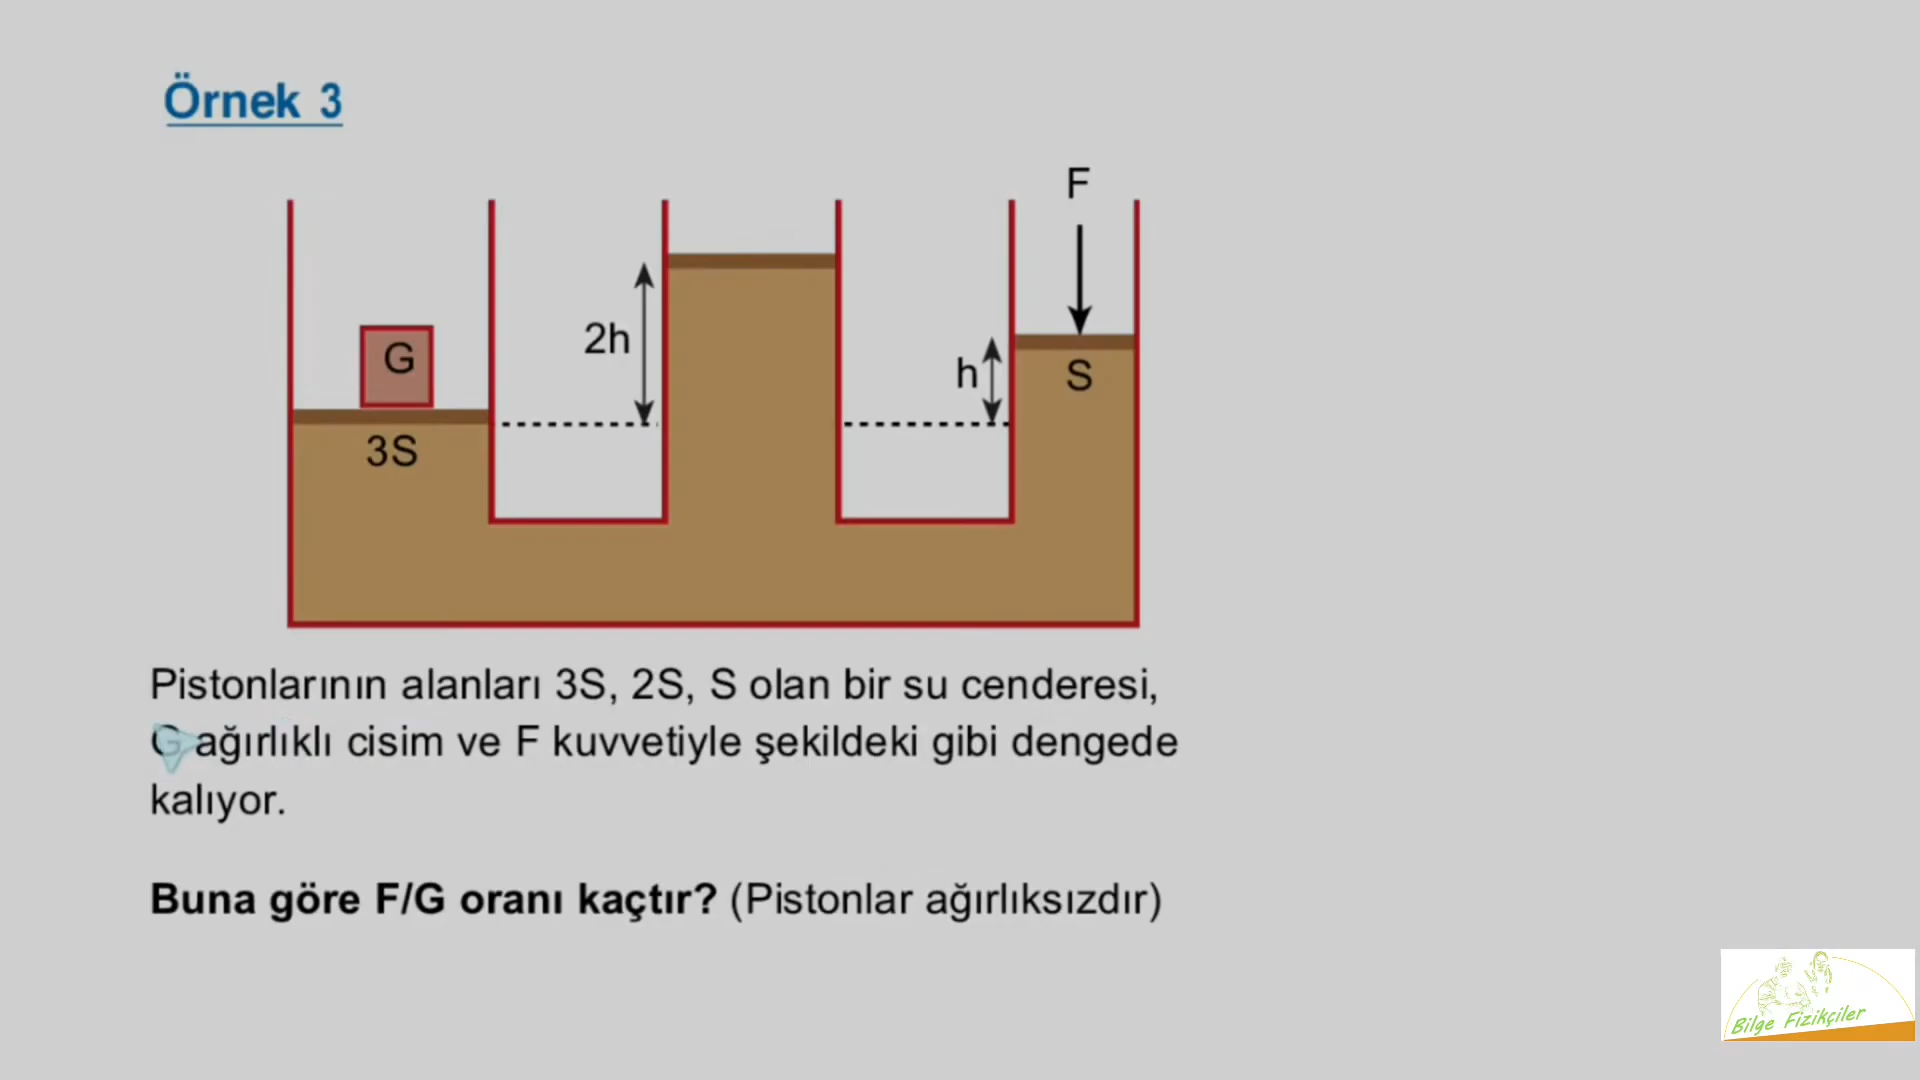 Örnek 3
F
G
2h
h
S
3S
Pistonlarının alanları 3S, 2S, S olan bir su cenderesi,
G ağırlıklı cisim ve F kuvvetiyle şekildeki gibi dengede
kalıyor.
Buna göre F/G oranı kaçtır? (Pistonlar ağırlıksızdır)
Bilge Fizikçiler